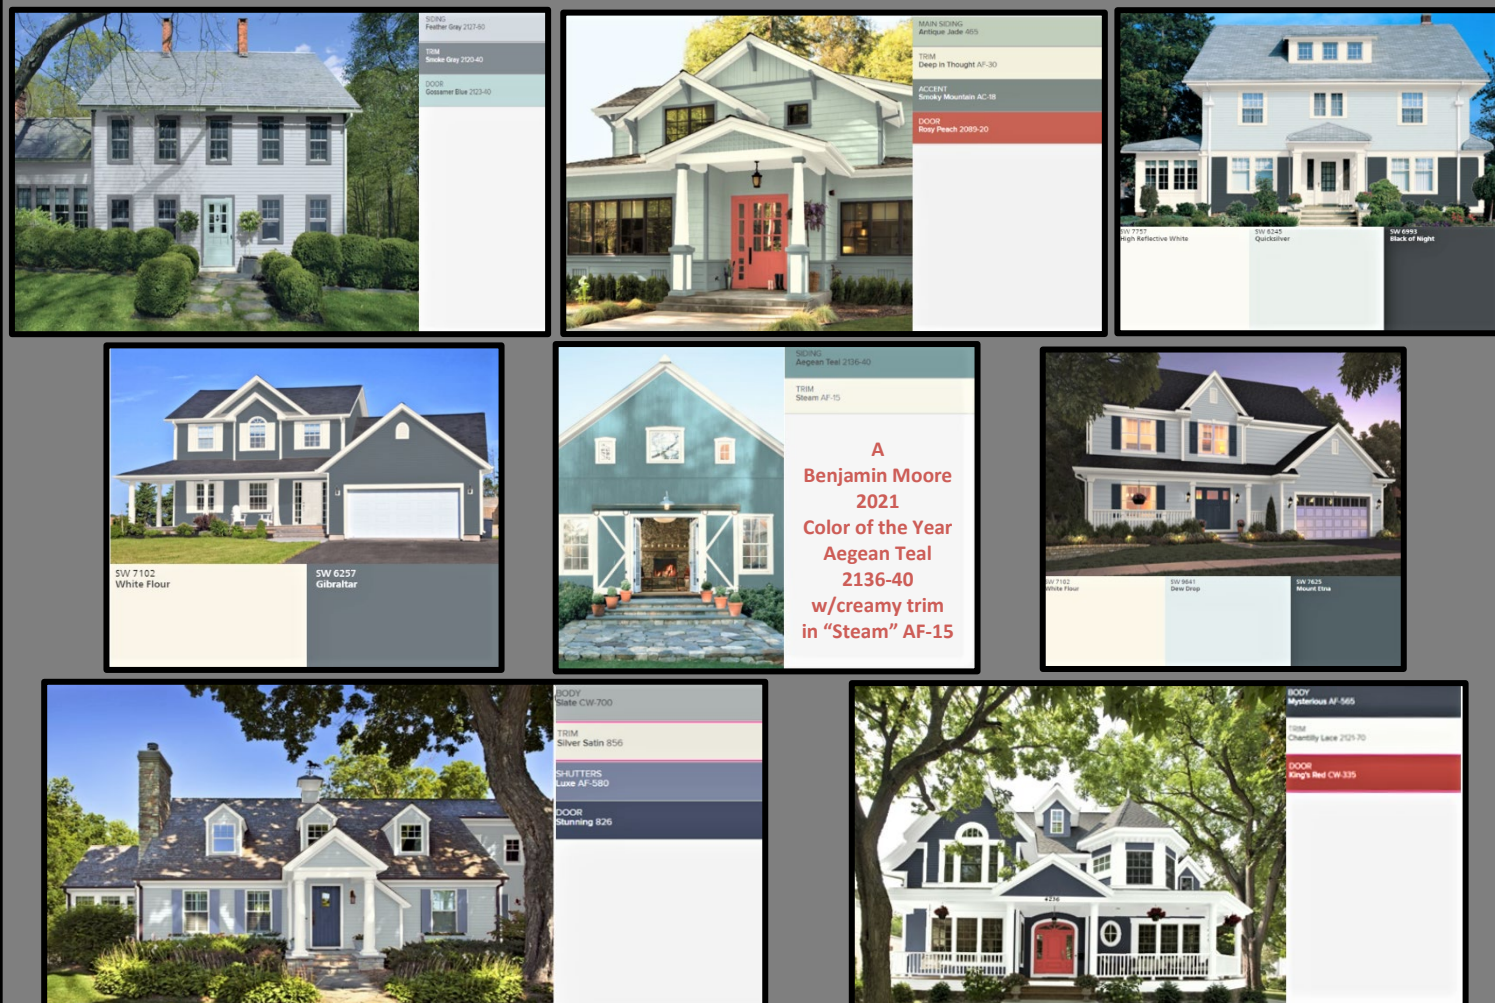 SIDING
Feather Gray 2127-60
TRIM
Smoke Gray 2120-40
DOOR
Gossamer Blue 2123-40
MAIN SIDING
Antique Jade 465
TRIM
Deep in Thought AF-30
ACCENT
Smoky Mountain AC-18
DOOR
Rosy Peach 2089-20
SW 7757
High Reflective White
SW 6245
Quicksilver
SW 6993
Black of Night
SW 7102
White Flour
SW 6257
Gibraltar
SIDING
Aegean Teal 2136-40
TRIM
Steam AF-15
A
Benjamin Moore
2021
Color of the Year
Aegean Teal
2136-40
w/creamy trim
in “Steam” AF-15
SW 7102
White Flour
SW 9641
Dew Drop
SW 7625
Mount Etna
BODY
Slate CW-700
TRIM
Silver Satin 856
SHUTTERS
Luxe AF-580
DOOR
Stunning 826
BODY
Mysterious AF-565
TRIM
Chantilly Lace 2121-70
DOOR
King's Red CW-335
4236